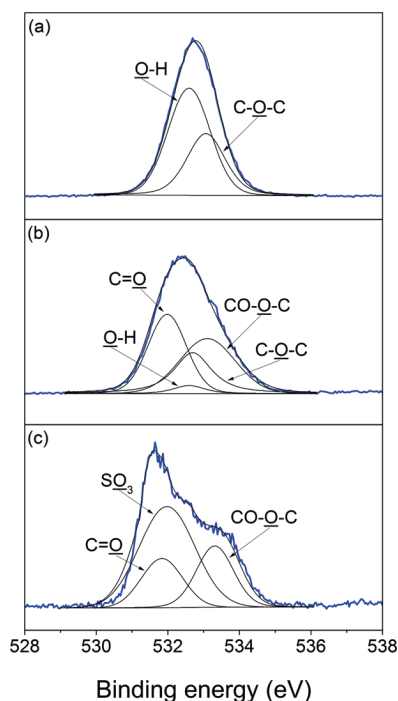 (a)
O-H
C-O-C
(b)
C=O
CO-O-C
O-H
C-O-C
(c)
SO₃
CO-O-C
C=O
528 530 532 534 536 538
Binding energy (eV)